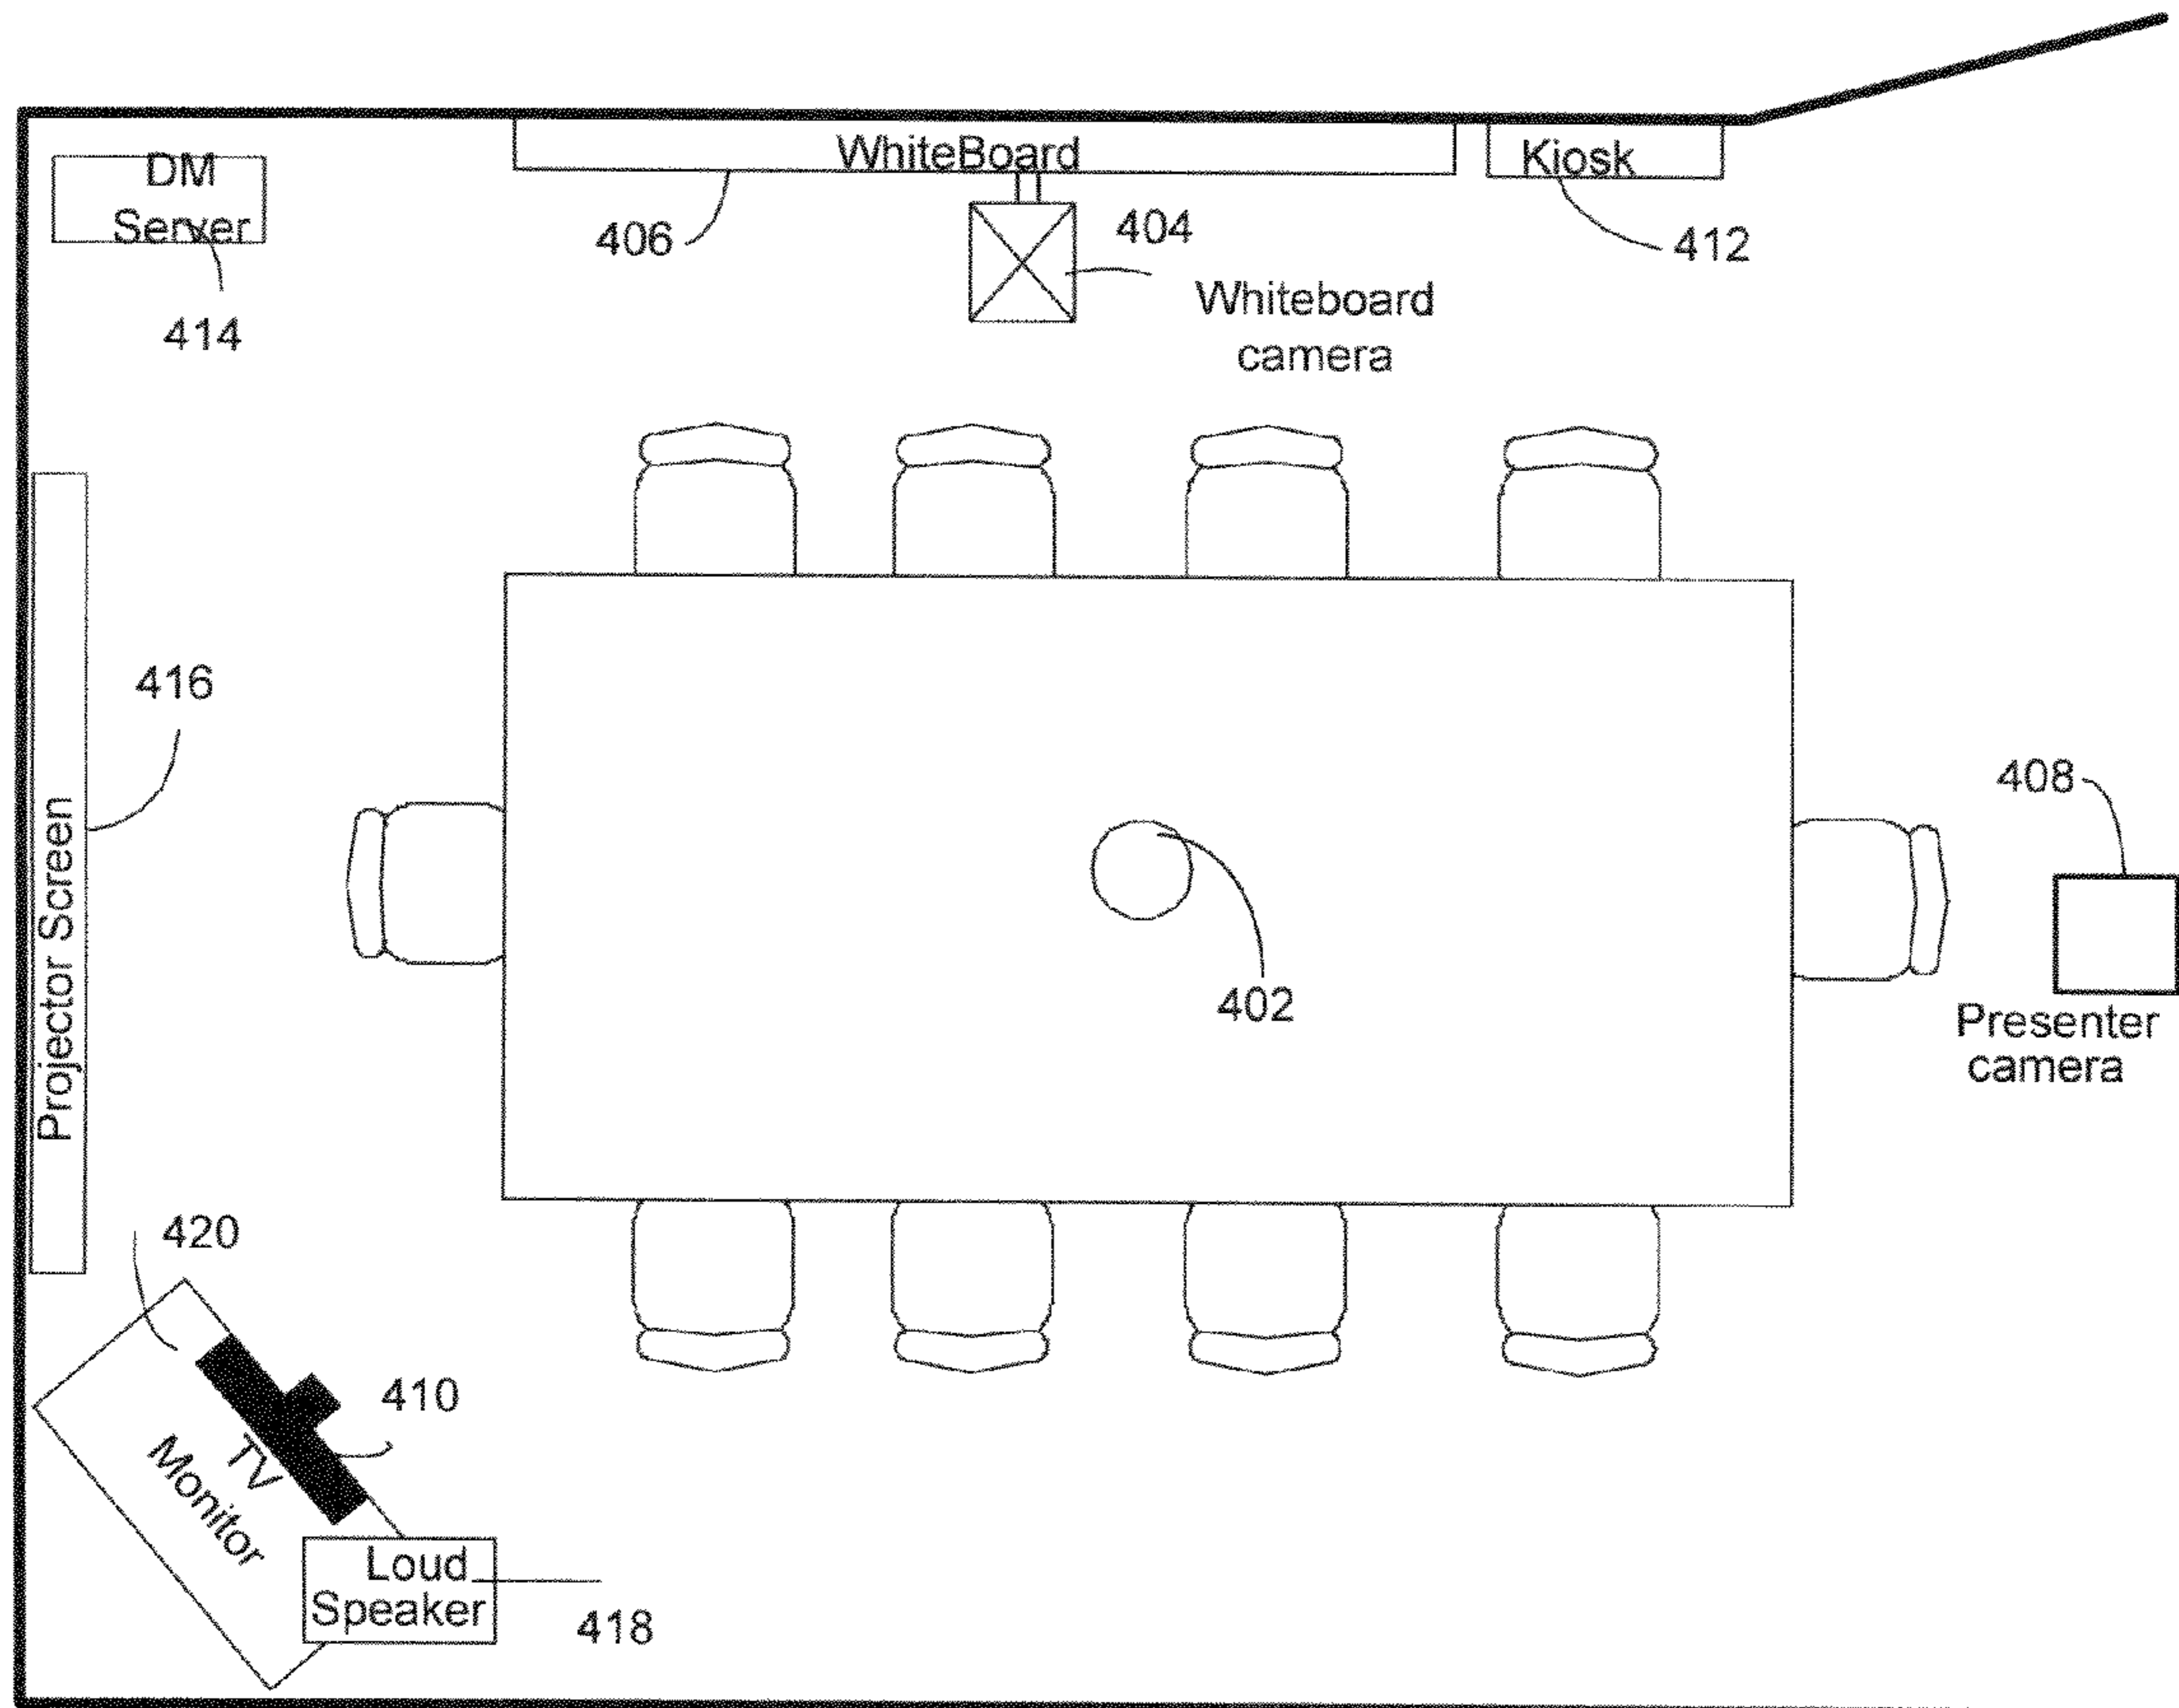 WhiteBoard
Kiosk
DM
Server
406
404
412
Whiteboard
camera
414
416
408
Projector Screen
402
Presenter
camera
420
410
TV
Monitor
Loud
Speaker
418